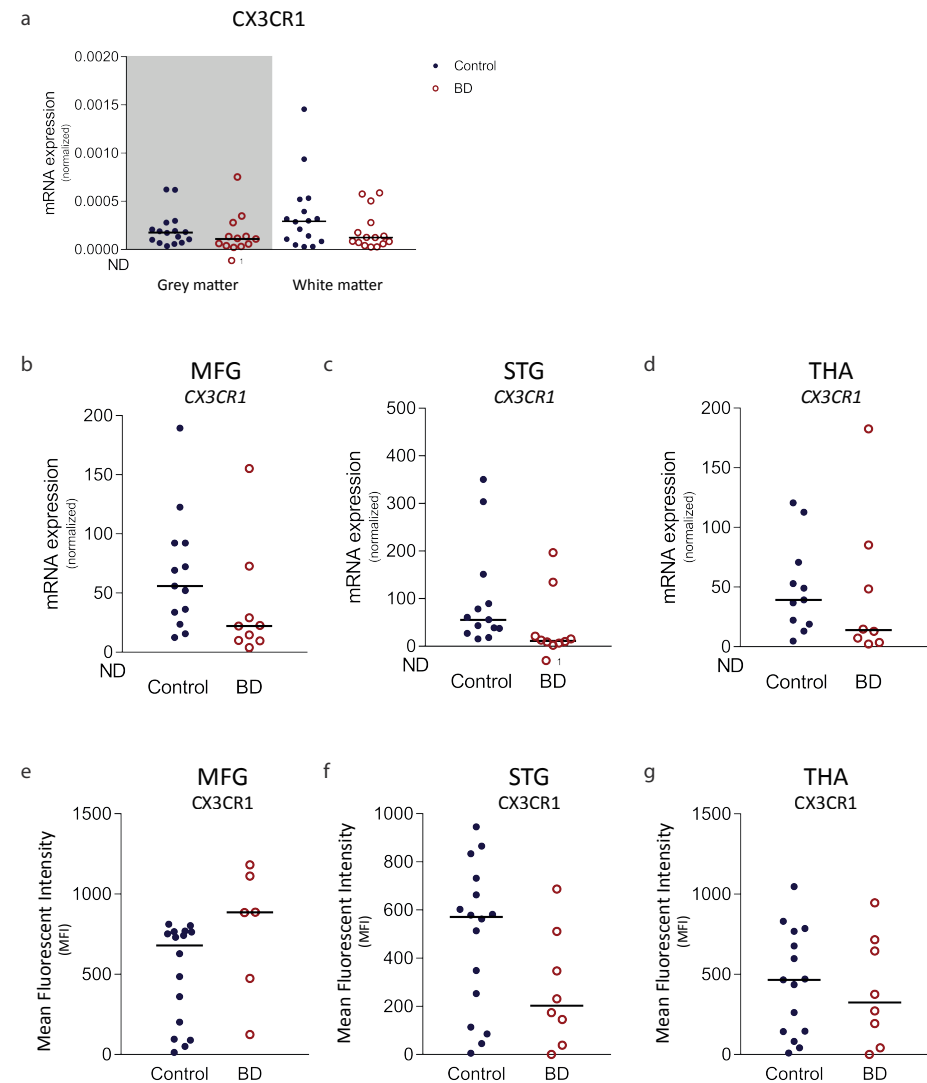 a
CX3CR1
0.0020
0.0015
0.0010
0.0005
0.0000
ND
mRNA expression
(normalized)
Control
BD
1
Grey matter
White matter
b
MFG
CX3CR1
200
150
100
50
0
ND
mRNA expression
(normalized)
Control
BD
c
STG
CX3CR1
500
400
300
200
100
0
ND
mRNA expression
(normalized)
1
Control
BD
d
THA
CX3CR1
200
150
100
50
0
ND
mRNA expression
(normalized)
Control
BD
e
MFG
CX3CR1
1500
1000
500
0
Mean Fluorescent Intensity
(MFI)
Control
BD
f
STG
CX3CR1
1000
800
600
400
200
0
Mean Fluorescent Intensity
(MFI)
Control
BD
g
THA
CX3CR1
1500
1000
500
0
Mean Fluorescent Intensity
(MFI)
Control
BD